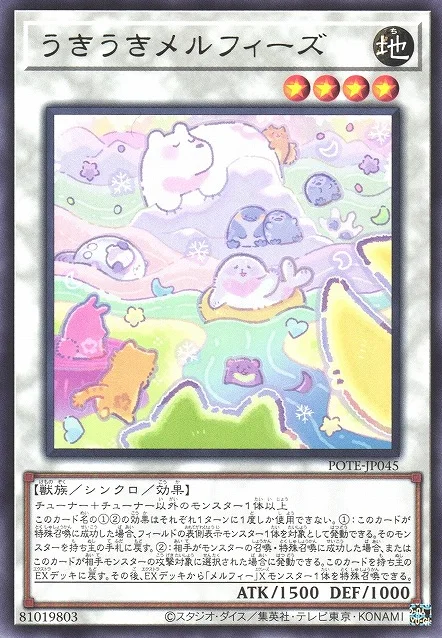 うきうきメルフィーズ
地
POTE-JP045
【獣族／シンクロ／効果】
チューナー＋チューナー以外のモンスター1体以上
このカード名の①②の効果はそれぞれ1ターンに1度しか使用できない。①：このカードが
特殊召喚に成功した場合、フィールドの表側表示モンスター1体を対象として発動できる。そのモン
スターを持ち主の手札に戻す。②：相手がモンスターの召喚・特殊召喚に成功した場合、または
このカードが相手モンスターの攻撃対象に選択された場合に発動できる。このカードを持ち主の
EXデッキに戻す。その後、EXデッキから「メルフィー」Xモンスター1体を特殊召喚できる。
ATK/1500 DEF/1000
81019803 ©スタジオ・ダイス／集英社・テレビ東京・KONAMI